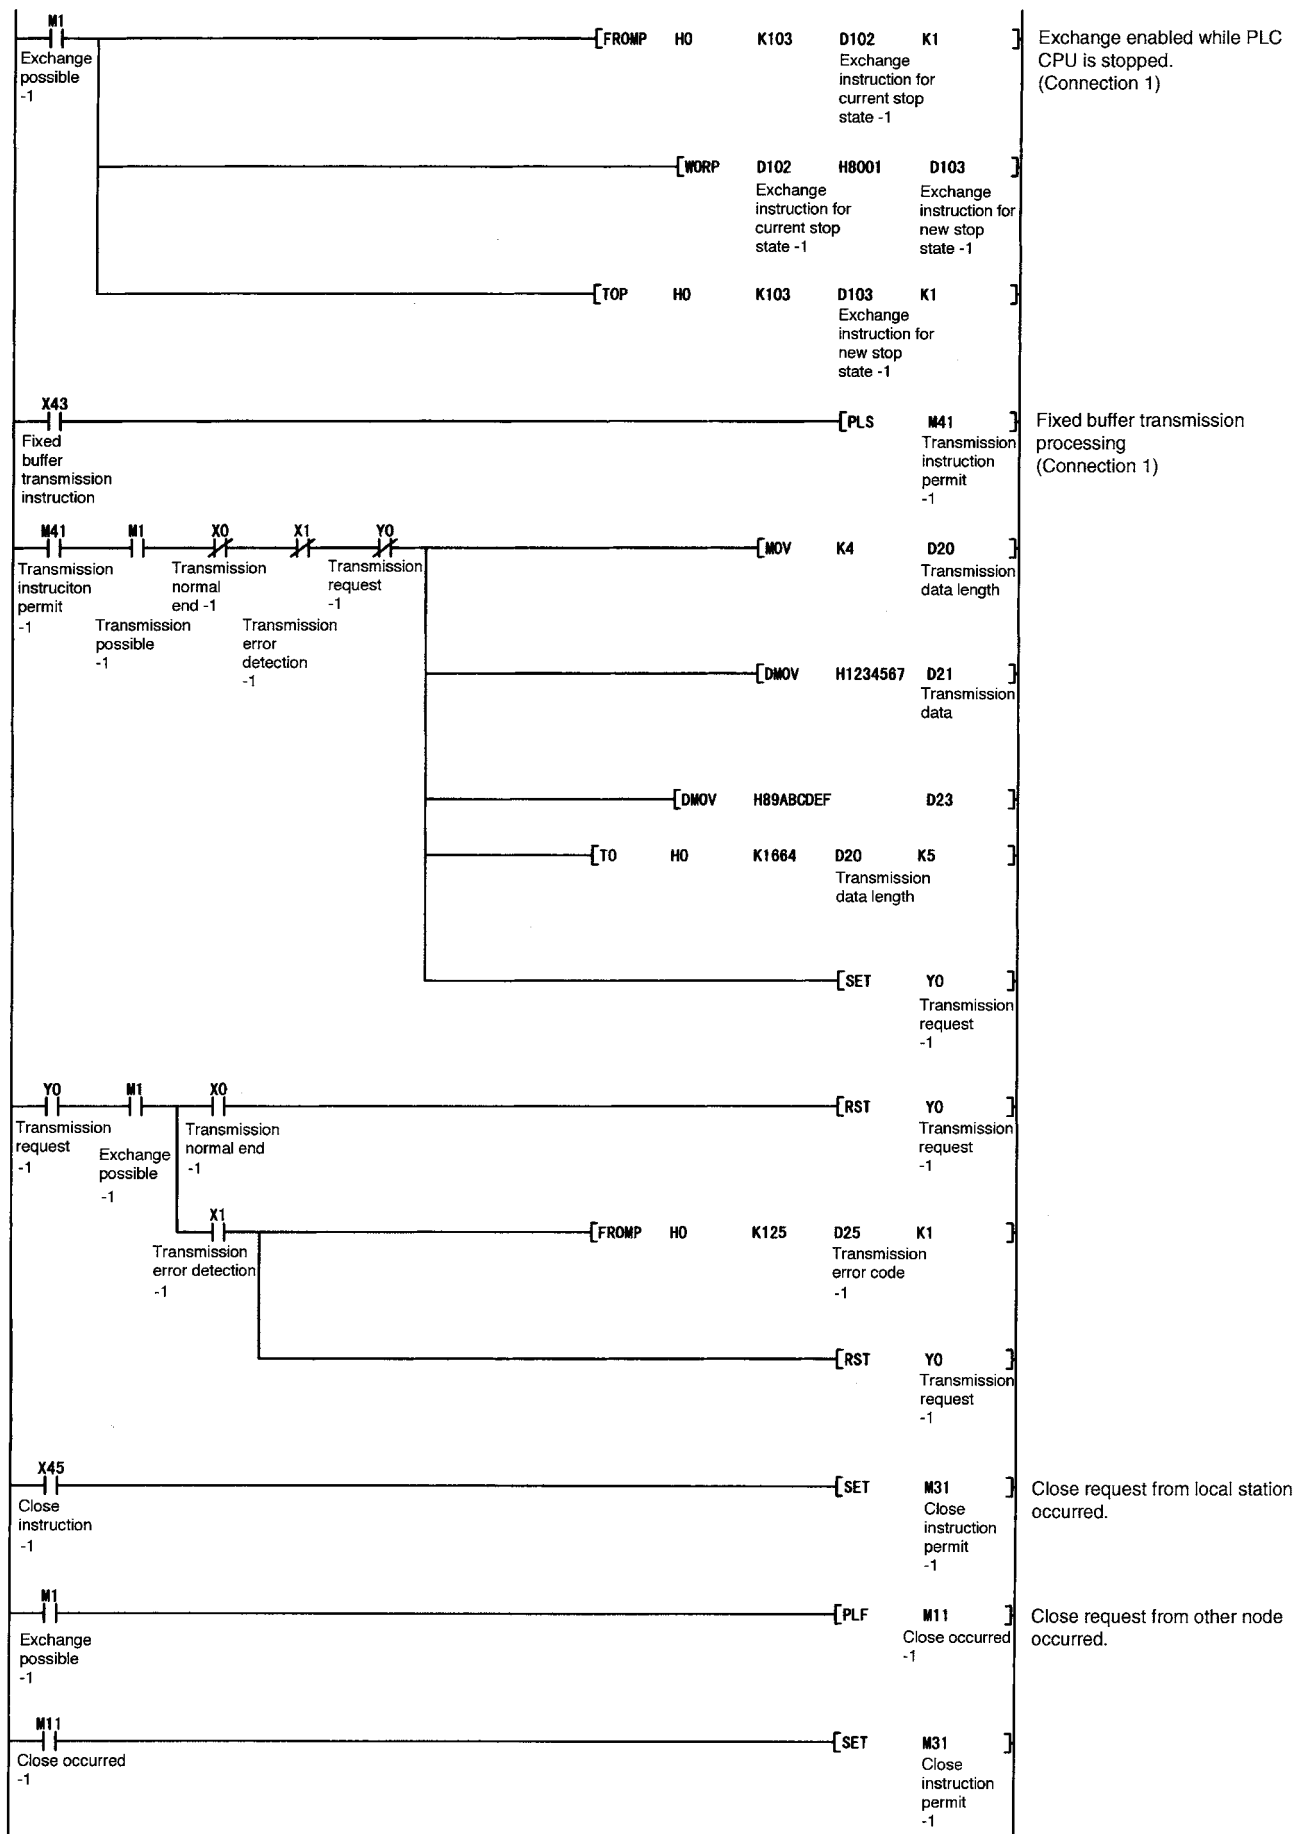 M1
[FROMP H0 K103 D102 K1 ]
Exchange enabled while PLC
CPU is stopped.
(Connection 1)
Exchange
possible
-1
Exchange
instruction for
current stop
state -1
[WORP D102 H8001 D103 ]
Exchange
instruction for
current stop
state -1
Exchange
instruction for
new stop
state -1
[TOP H0 K103 D103 K1 ]
Exchange
instruction for
new stop
state -1
X43
[PLS M41 ]
Fixed buffer transmission
processing
(Connection 1)
Fixed
buffer
transmission
instruction
Transmission
instruction
permit
-1
M41 M1 X0 X1 Y0
[MOV K4 D20 ]
Transmission
instruciton
permit
-1
Transmission
possible
-1
Transmission
normal
end -1
Transmission
error
detection
-1
Transmission
request
-1
Transmission
data length
[DMOV H1234567 D21 ]
Transmission
data
[DMOV H89ABCDEF D23 ]
[TO H0 K1664 D20 K5 ]
Transmission
data length
[SET Y0 ]
Transmission
request
-1
Y0 M1 X0
[RST Y0 ]
Transmission
request
-1
Exchange
possible
-1
Transmission
normal end
-1
Transmission
request
-1
X1
[FROMP H0 K125 D25 K1 ]
Transmission
error detection
-1
Transmission
error code
-1
[RST Y0 ]
Transmission
request
-1
X45
[SET M31 ]
Close request from local station
occurred.
Close
instruction
-1
Close
instruction
permit
-1
M1
[PLF M11 ]
Close request from other node
occurred.
Exchange
possible
-1
Close occurred
-1
M11
[SET M31 ]
Close occurred
-1
Close
instruction
permit
-1